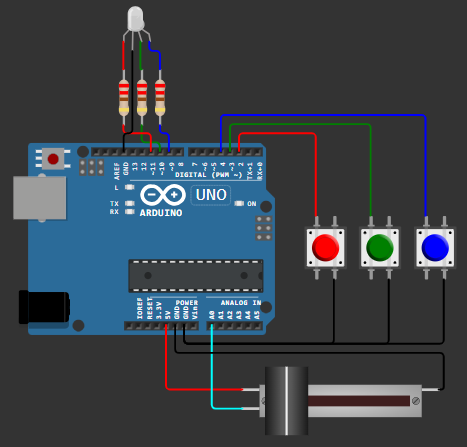 AREF
GND
13
12
~11
~10
~9
8
7
~6
~5
4
~3
2
TX→1
RX←0
DIGITAL (PWM ~)
L
TX
RX
ARDUINO
UNO
ON
IOREF
RESET
3.3V
5V
GND
GND
Vin
POWER
ANALOG IN
A0
A1
A2
A3
A4
A5